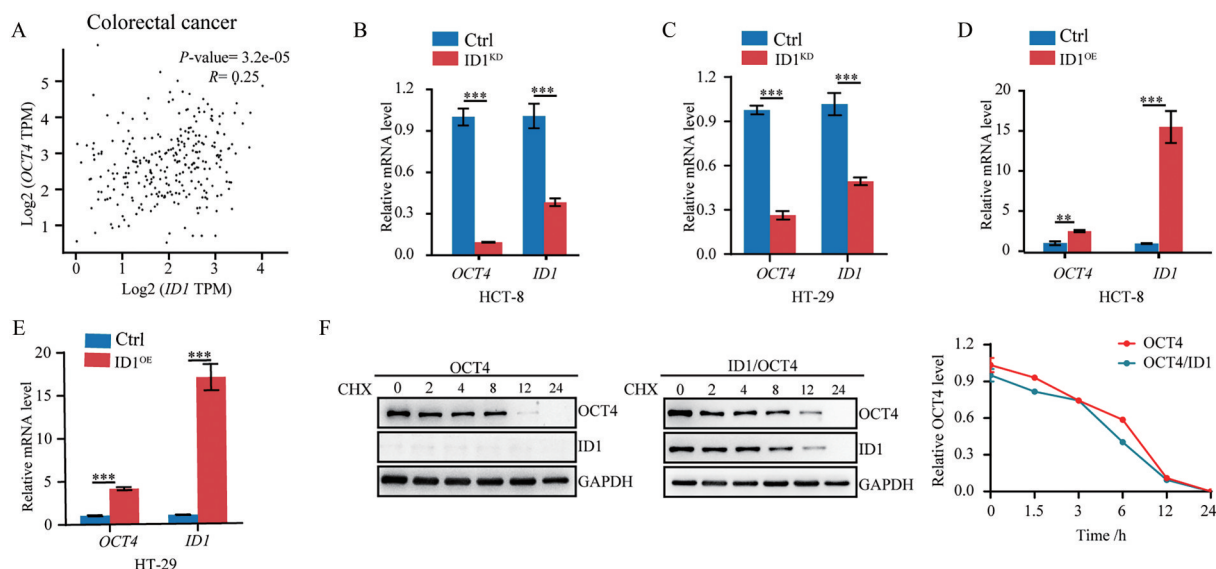 A
Colorectal cancer
P-value= 3.2e-05
R= 0.25
Log2 (OCT4 TPM)
5
4
3
2
1
0 1 2 3 4
Log2 (ID1 TPM)
B
Ctrl
ID1KD
*** ***
Relative mRNA level
1.2
0.9
0.6
0.3
0.0
OCT4 ID1
HCT-8
C
Ctrl
ID1KD
*** ***
Relative mRNA level
1.2
0.9
0.6
0.3
0.0
OCT4 ID1
HT-29
D
Ctrl
ID1OE
** ***
Relative mRNA level
20
15
10
5
0
OCT4 ID1
HCT-8
E
Ctrl
ID1OE
*** ***
Relative mRNA level
20
15
10
5
0
OCT4 ID1
HT-29
F
OCT4
CHX 0 2 4 8 12 24
OCT4
ID1
GAPDH
ID1/OCT4
CHX 0 2 4 8 12 24
OCT4
ID1
GAPDH
OCT4
OCT4/ID1
Relative OCT4 level
1.2
0.9
0.6
0.3
0.0
0 1.5 3 6 12 24
Time /h